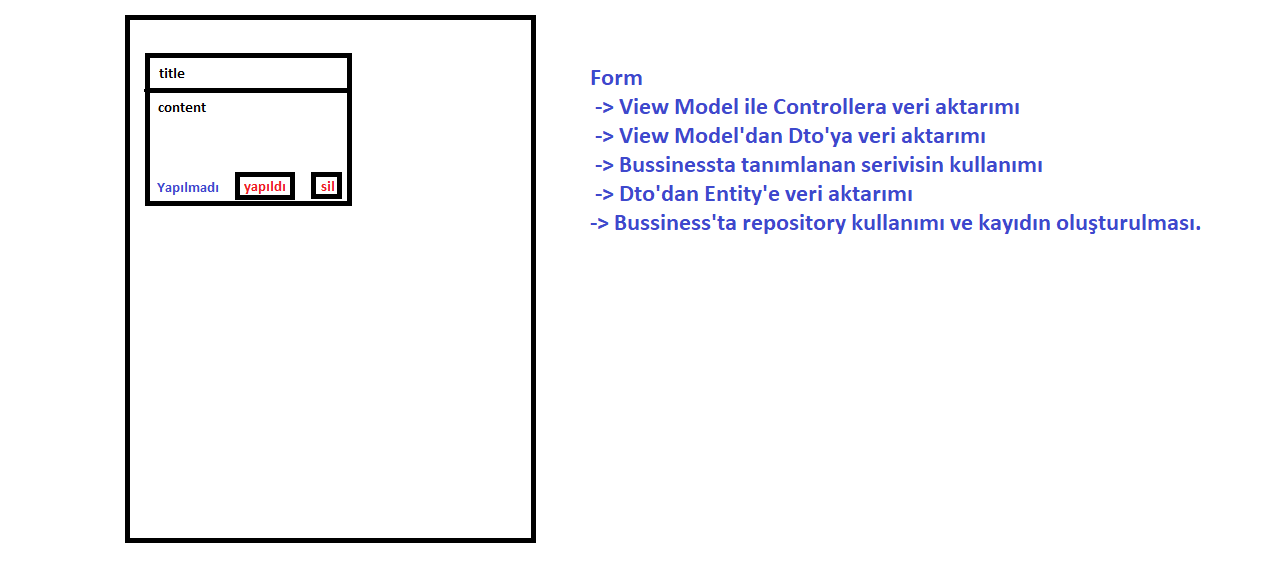 title
content
Yapılmadı yapıldı sil
Form
-> View Model ile Controllera veri aktarımı
-> View Model'dan Dto'ya veri aktarımı
-> Bussinessta tanımlanan serivisin kullanımı
-> Dto'dan Entity'e veri aktarımı
-> Bussiness'ta repository kullanımı ve kayıdın oluşturulması.